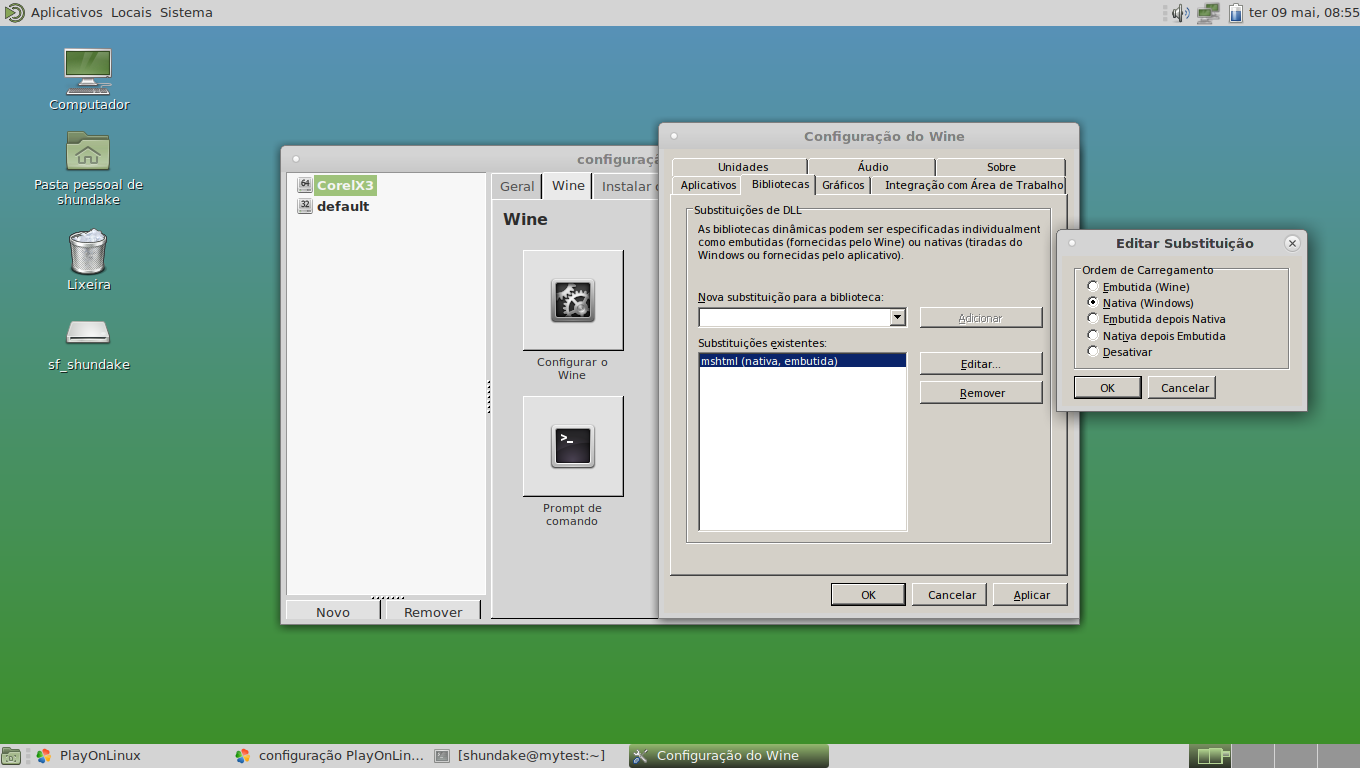 Aplicativos Locais Sistema
ter 09 mai, 08:55
Computador
Pasta pessoal de
shundake
Lixeira
sf_shundake
64 CorelX3
32 default
Novo
Remover
Geral
Wine
Instalar
Wine
Configurar o
Wine
>_
Prompt de
comando
Configuração do Wine
Unidades
Áudio
Sobre
Aplicativos
Bibliotecas
Gráficos
Integração com Área de Trabalho
Substituições de DLL
As bibliotecas dinâmicas podem ser especificadas individualment
como embutidas (fornecidas pelo Wine) ou nativas (tiradas do
Windows ou fornecidas pelo aplicativo).
Nova substituição para a biblioteca:
Adicionar
Substituições existentes:
mshtml (nativa, embutida)
Editar...
Remover
OK
Cancelar
Aplicar
Editar Substituição
Ordem de Carregamento
Embutida (Wine)
Nativa (Windows)
Embutida depois Nativa
Nativa depois Embutida
Desativar
OK
Cancelar
PlayOnLinux
configuração PlayOnLin...
[shundake@mytest:~]
Configuração do Wine